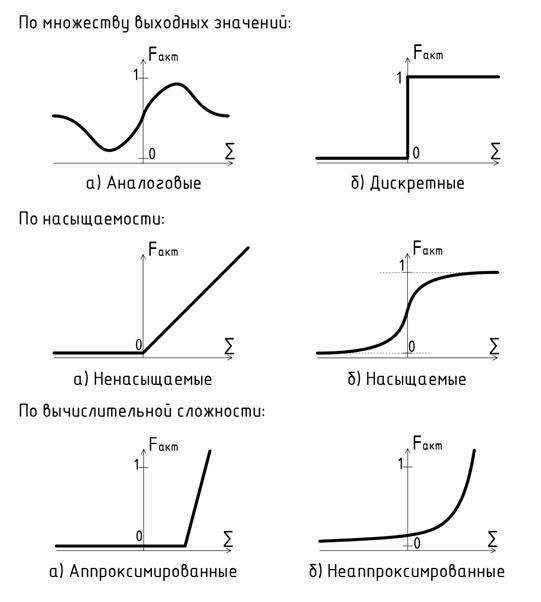 По множеству выходных значений:
Fакт
1
0
Σ
Fакт
1
0
Σ
а) Аналоговые
б) Дискретные
По насыщаемости:
Fакт
0
Σ
Fакт
1
0
Σ
а) Ненасыщаемые
б) Насыщаемые
По вычислительной сложности:
Fакт
1
0
Σ
Fакт
1
0
Σ
а) Аппроксимированные
б) Неаппроксмрованные